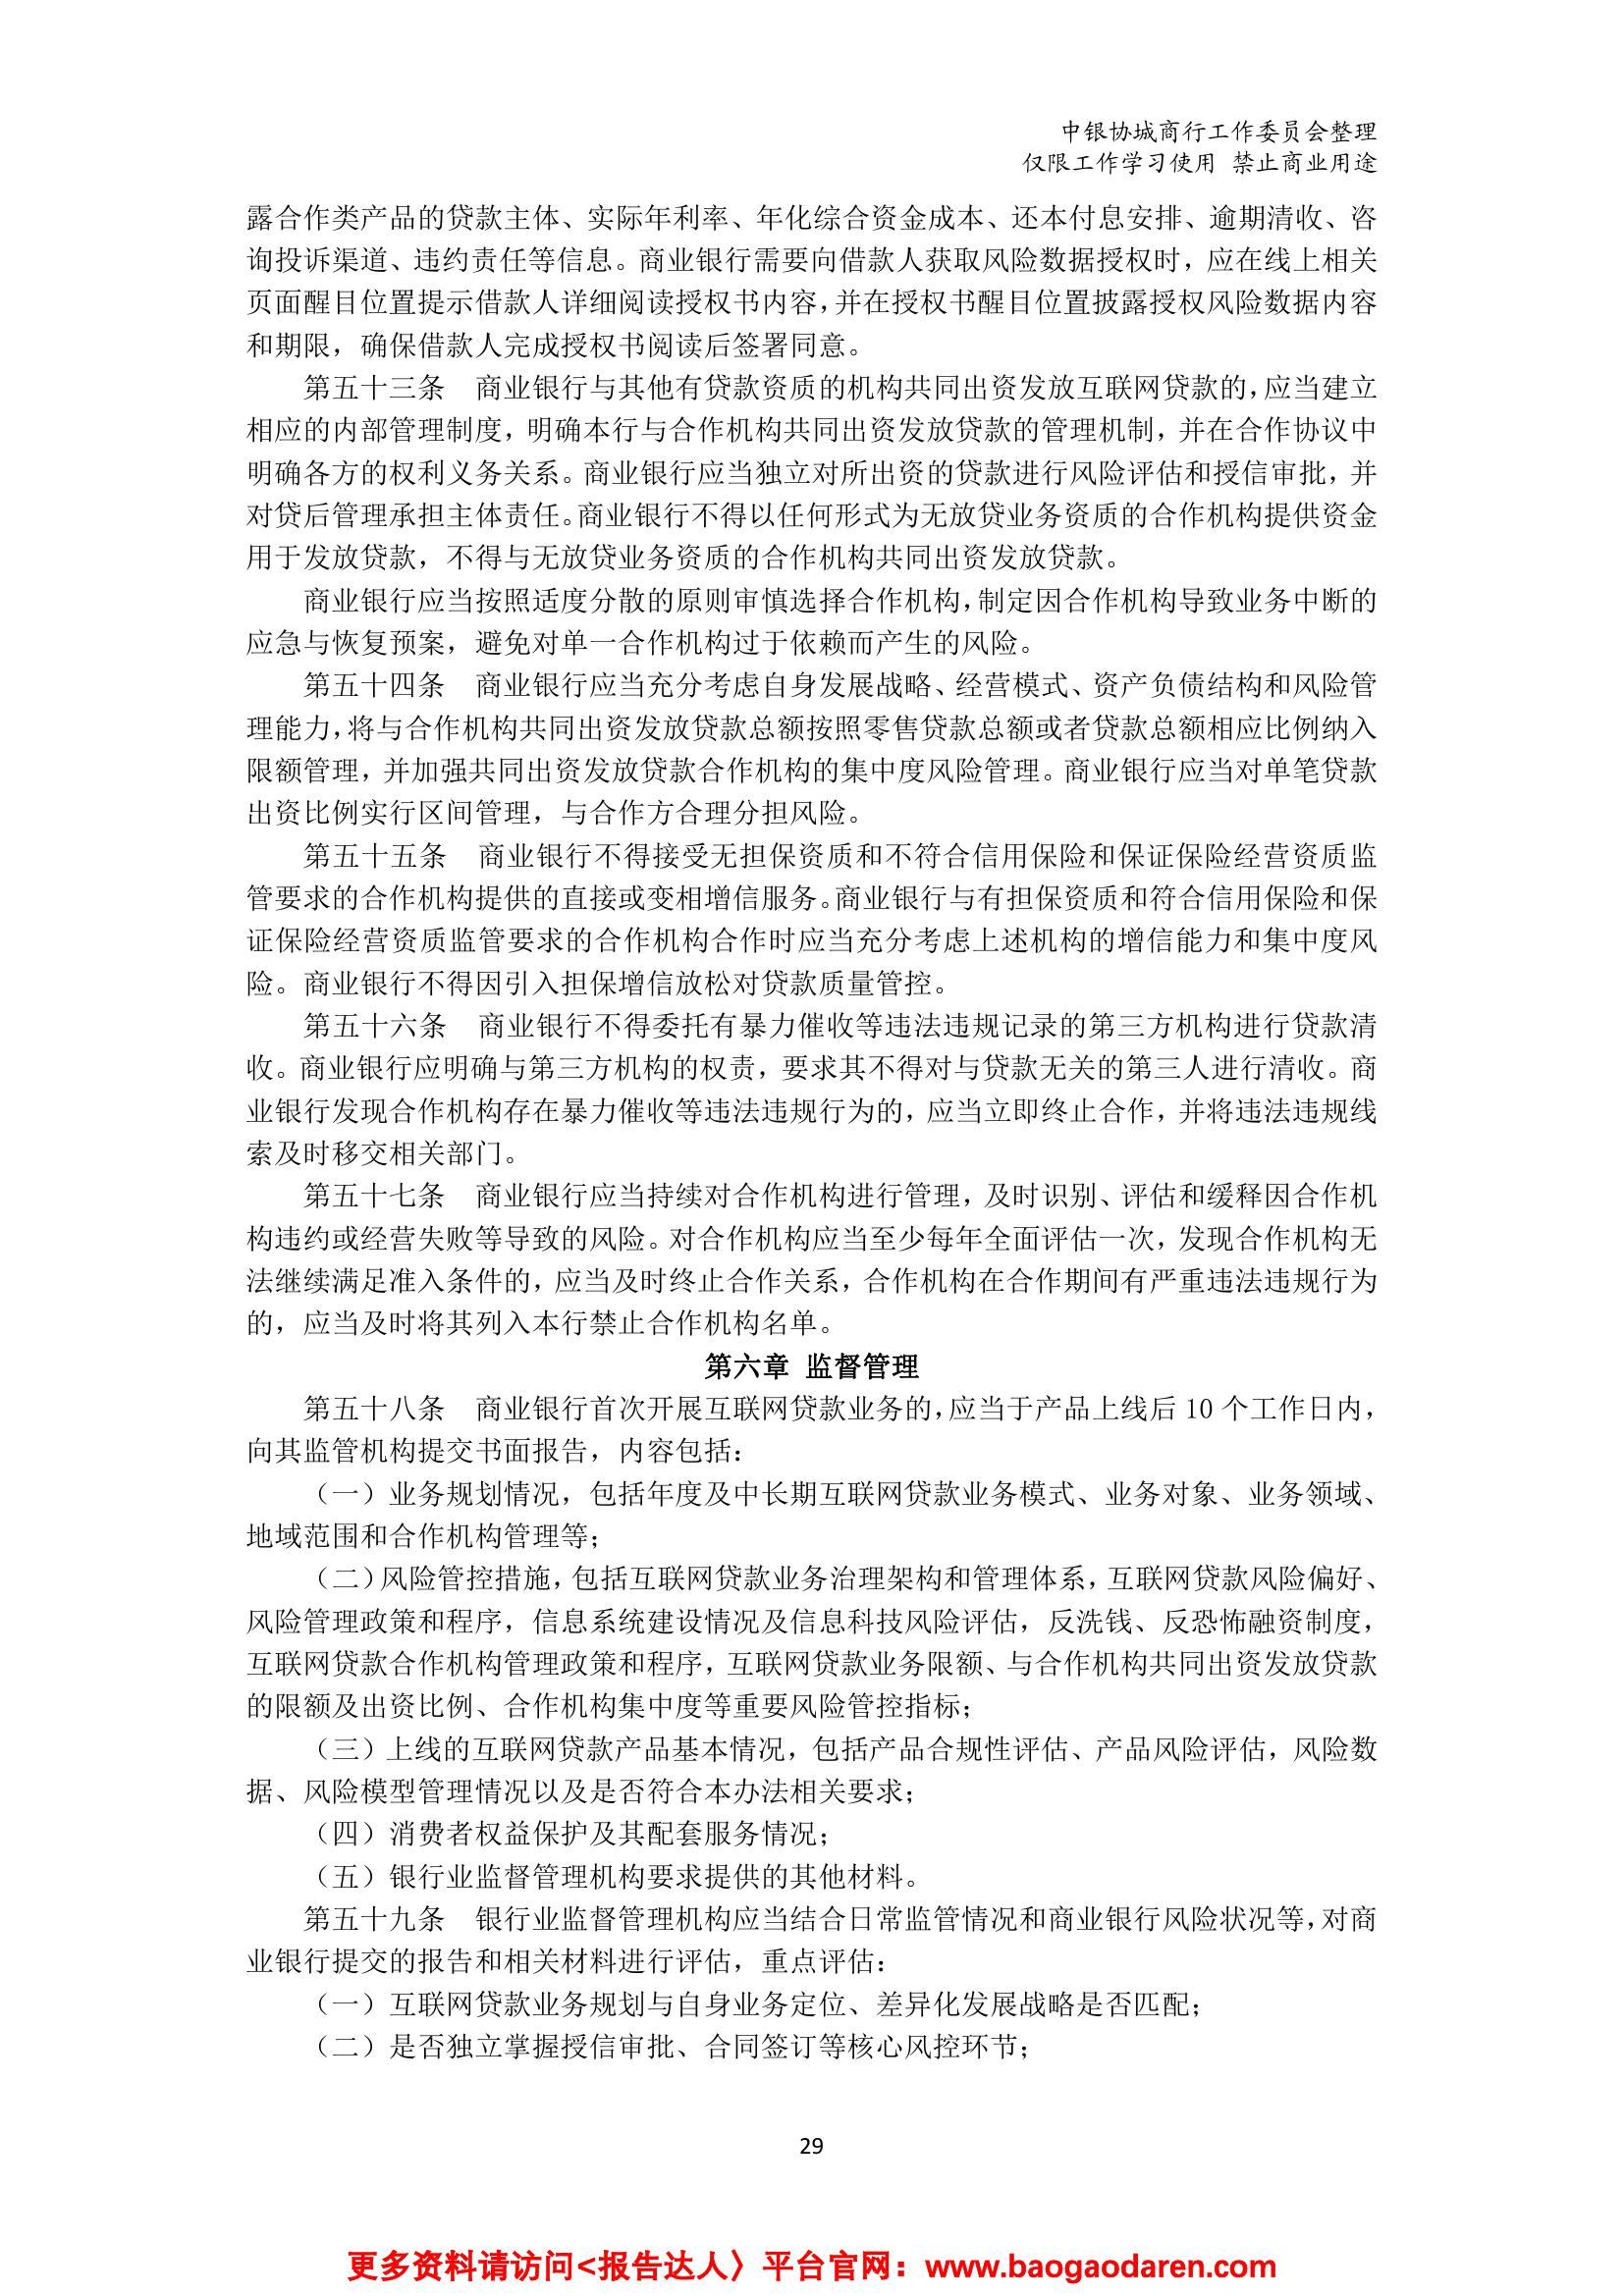 中银协城商行工作委员会整理
仅限工作学习使用 禁止商业用途
露合作类产品的贷款主体、实际年利率、年化综合资金成本、还本付息安排、逾期清收、咨
询投诉渠道、违约责任等信息。商业银行需要向借款人获取风险数据授权时，应在线上相关
页面醒目位置提示借款人详细阅读授权书内容，并在授权书醒目位置披露授权风险数据内容
和期限，确保借款人完成授权书阅读后签署同意。
第五十三条 商业银行与其他有贷款资质的机构共同出资发放互联网贷款的，应当建立
相应的内部管理制度，明确本行与合作机构共同出资发放贷款的管理机制，并在合作协议中
明确各方的权利义务关系。商业银行应当独立对所出资的贷款进行风险评估和授信审批，并
对贷后管理承担主体责任。商业银行不得以任何形式为无放贷业务资质的合作机构提供资金
用于发放贷款，不得与无放贷业务资质的合作机构共同出资发放贷款。
商业银行应当按照适度分散的原则审慎选择合作机构，制定因合作机构导致业务中断的
应急与恢复预案，避免对单一合作机构过于依赖而产生的风险。
第五十四条 商业银行应当充分考虑自身发展战略、经营模式、资产负债结构和风险管
理能力，将与合作机构共同出资发放贷款总额按照零售贷款总额或者贷款总额相应比例纳入
限额管理，并加强共同出资发放贷款合作机构的集中度风险管理。商业银行应当对单笔贷款
出资比例实行区间管理，与合作方合理分担风险。
第五十五条 商业银行不得接受无担保资质和不符合信用保险和保证保险经营资质监
管要求的合作机构提供的直接或变相增信服务。商业银行与有担保资质和符合信用保险和保
证保险经营资质监管要求的合作机构合作时应当充分考虑上述机构的增信能力和集中度风
险。商业银行不得因引入担保增信放松对贷款质量管控。
第五十六条 商业银行不得委托有暴力催收等违法违规记录的第三方机构进行贷款清
收。商业银行应明确与第三方机构的权责，要求其不得对与贷款无关的第三人进行清收。商
业银行发现合作机构存在暴力催收等违法违规行为的，应当立即终止合作，并将违法违规线
索及时移交相关部门。
第五十七条 商业银行应当持续对合作机构进行管理，及时识别、评估和缓释因合作机
构违约或经营失败等导致的风险。对合作机构应当至少每年全面评估一次，发现合作机构无
法继续满足准入条件的，应当及时终止合作关系，合作机构在合作期间有严重违法违规行为
的，应当及时将其列入本行禁止合作机构名单。
第六章 监督管理
第五十八条 商业银行首次开展互联网贷款业务的，应当于产品上线后 10 个工作日内，
向其监管机构提交书面报告，内容包括：
（一）业务规划情况，包括年度及中长期互联网贷款业务模式、业务对象、业务领域、
地域范围和合作机构管理等；
（二）风险管控措施，包括互联网贷款业务治理架构和管理体系，互联网贷款风险偏好、
风险管理政策和程序，信息系统建设情况及信息科技风险评估，反洗钱、反恐怖融资制度，
互联网贷款合作机构管理政策和程序，互联网贷款业务限额、与合作机构共同出资发放贷款
的限额及出资比例、合作机构集中度等重要风险管控指标；
（三）上线的互联网贷款产品基本情况，包括产品合规性评估、产品风险评估，风险数
据、风险模型管理情况以及是否符合本办法相关要求；
（四）消费者权益保护及其配套服务情况；
（五）银行业监督管理机构要求提供的其他材料。
第五十九条 银行业监督管理机构应当结合日常监管情况和商业银行风险状况等，对商
业银行提交的报告和相关材料进行评估，重点评估：
（一）互联网贷款业务规划与自身业务定位、差异化发展战略是否匹配；
（二）是否独立掌握授信审批、合同签订等核心风控环节；
29
更多资料请访问<报告达人〉平台官网：www.baogaodaren.com